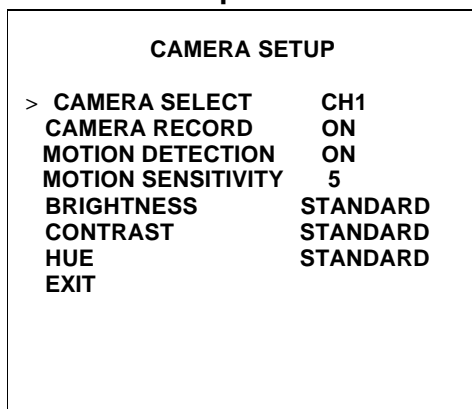 CAMERA SETUP
> CAMERA SELECT CH1
CAMERA RECORD ON
MOTION DETECTION ON
MOTION SENSITIVITY 5
BRIGHTNESS STANDARD
CONTRAST STANDARD
HUE STANDARD
EXIT